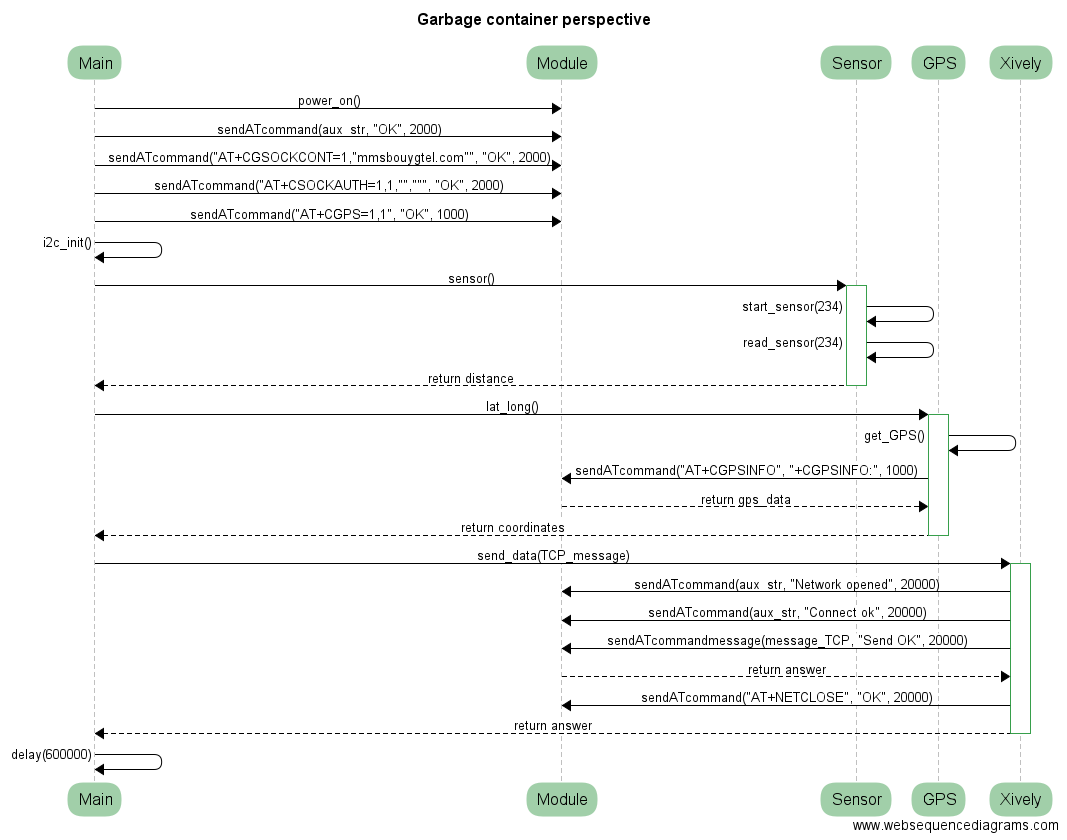 Garbage container perspective
Main Module Sensor GPS Xively
power_on()
sendATcommand(aux_str, "OK", 2000)
sendATcommand("AT+CGSOCKCONT=1,"mmsbouygtel.com"", "OK", 2000)
sendATcommand("AT+CSOCKAUTH=1,1,"",""", "OK", 2000)
sendATcommand("AT+CGPS=1,1", "OK", 1000)
i2c_init()
sensor()
start_sensor(234)
read_sensor(234)
return distance
lat_long()
get_GPS()
sendATcommand("AT+CGPSINFO", "+CGPSINFO:", 1000)
return gps_data
return coordinates
send_data(TCP_message)
sendATcommand(aux_str, "Network opened", 20000)
sendATcommand(aux_str, "Connect ok", 20000)
sendATcommandmessage(message_TCP, "Send OK", 20000)
return answer
sendATcommand("AT+NETCLOSE", "OK", 20000)
return answer
delay(600000)
Main Module Sensor GPS Xively
www.websequencediagrams.com